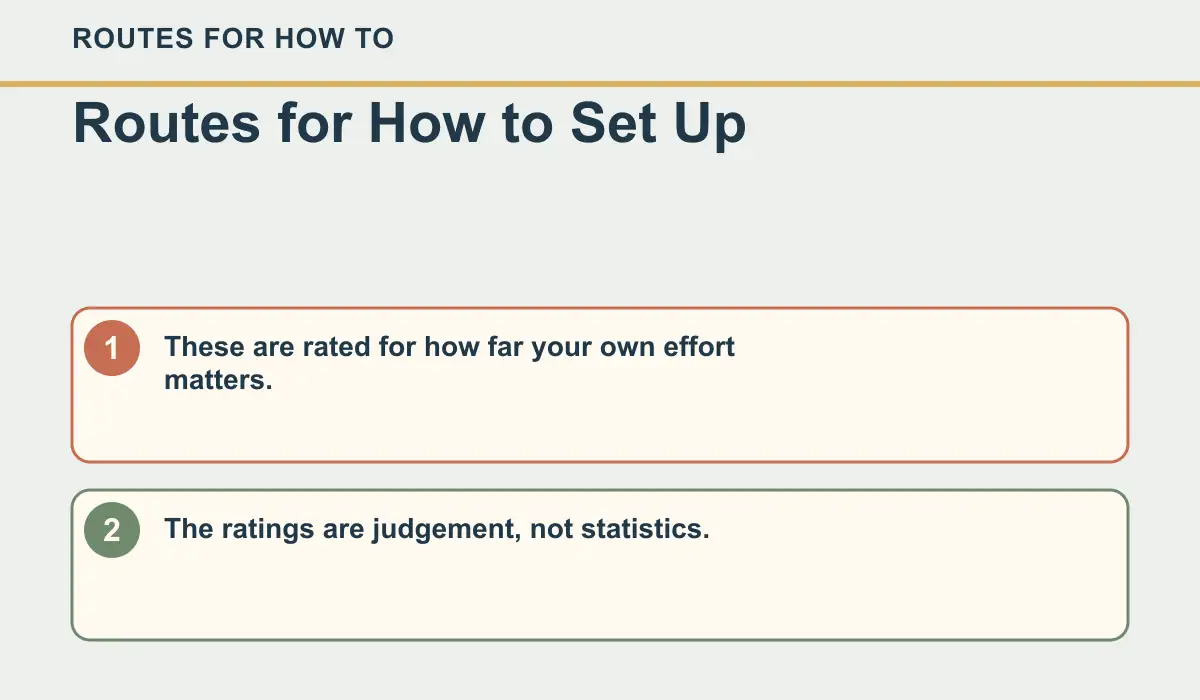 ROUTES FOR HOW TO
Routes for How to Set Up
1
These are rated for how far your own effort
matters.
2
The ratings are judgement, not statistics.